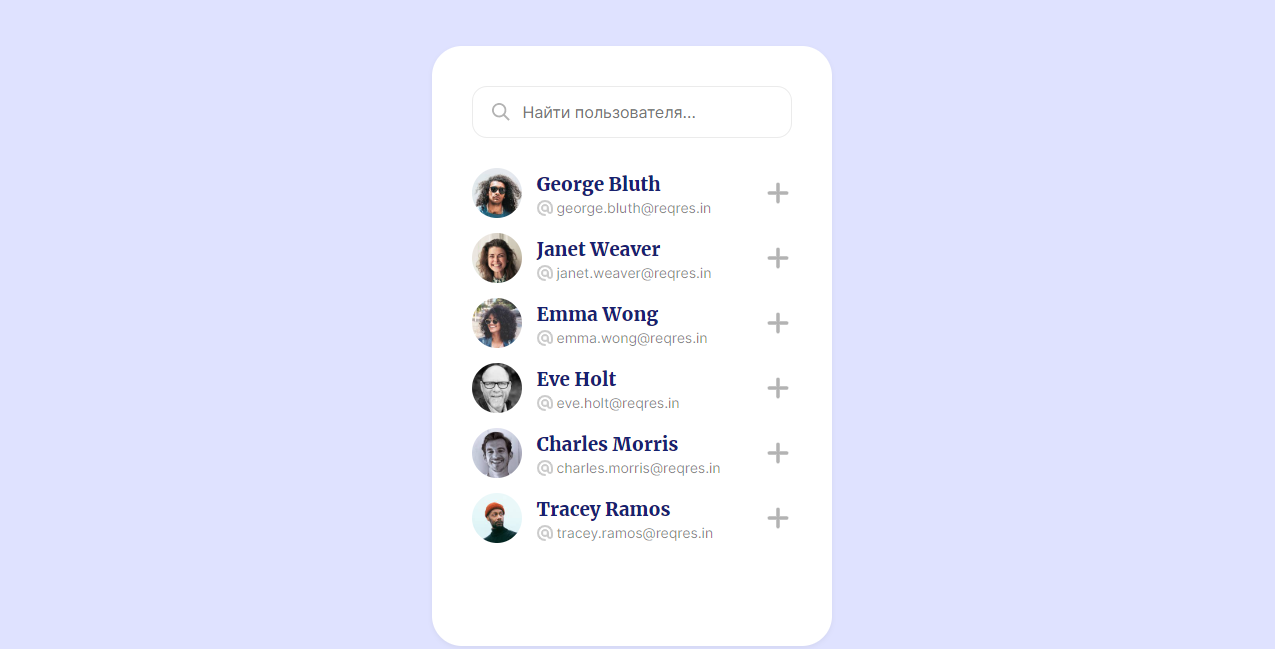 Найти пользователя...
George Bluth
george.bluth@reqres.in
Janet Weaver
janet.weaver@reqres.in
Emma Wong
emma.wong@reqres.in
Eve Holt
eve.holt@reqres.in
Charles Morris
charles.morris@reqres.in
Tracey Ramos
tracey.ramos@reqres.in